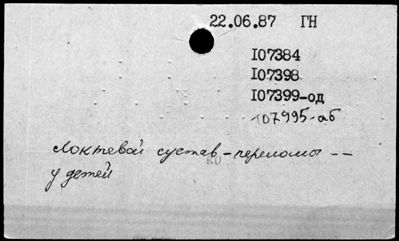 22.06.87 ГН
I07384
I07398
I07399-од
107995-аб
Локтевой сустав-переломы --
у детей